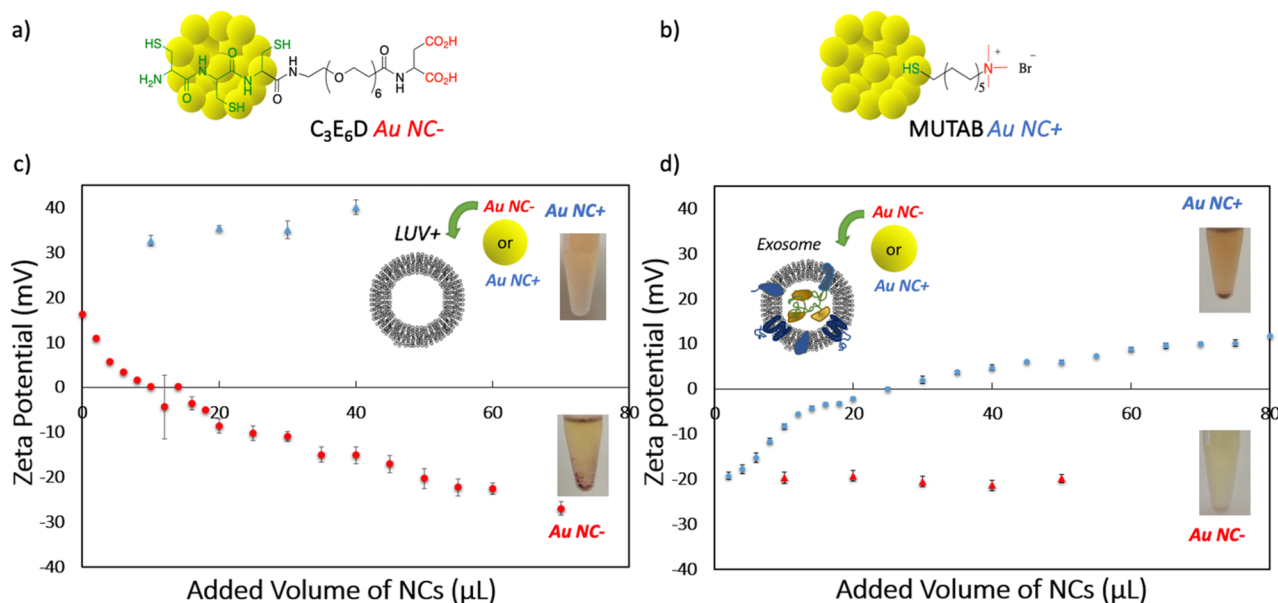 a)
HS
SH
H₂N
O
H
N
N
H
O
SH
O
H
N
O
6
O
N
H
CO₂H
CO₂H
C₃E₆D Au NC-
b)
HS
5
N
+
-
Br
MUTAB Au NC+
c)
Zeta Potential (mV)
40
30
20
10
0
-10
-20
-30
-40
0
20
40
60
80
Added Volume of NCs (μL)
LUV+
Au NC-
or
Au NC+
Au NC+
Au NC-
d)
Zeta potential (mV)
40
30
20
10
0
-10
-20
-30
-40
0
20
40
60
80
Added Volume of NCs (μL)
Exosome
Au NC-
or
Au NC+
Au NC+
Au NC-